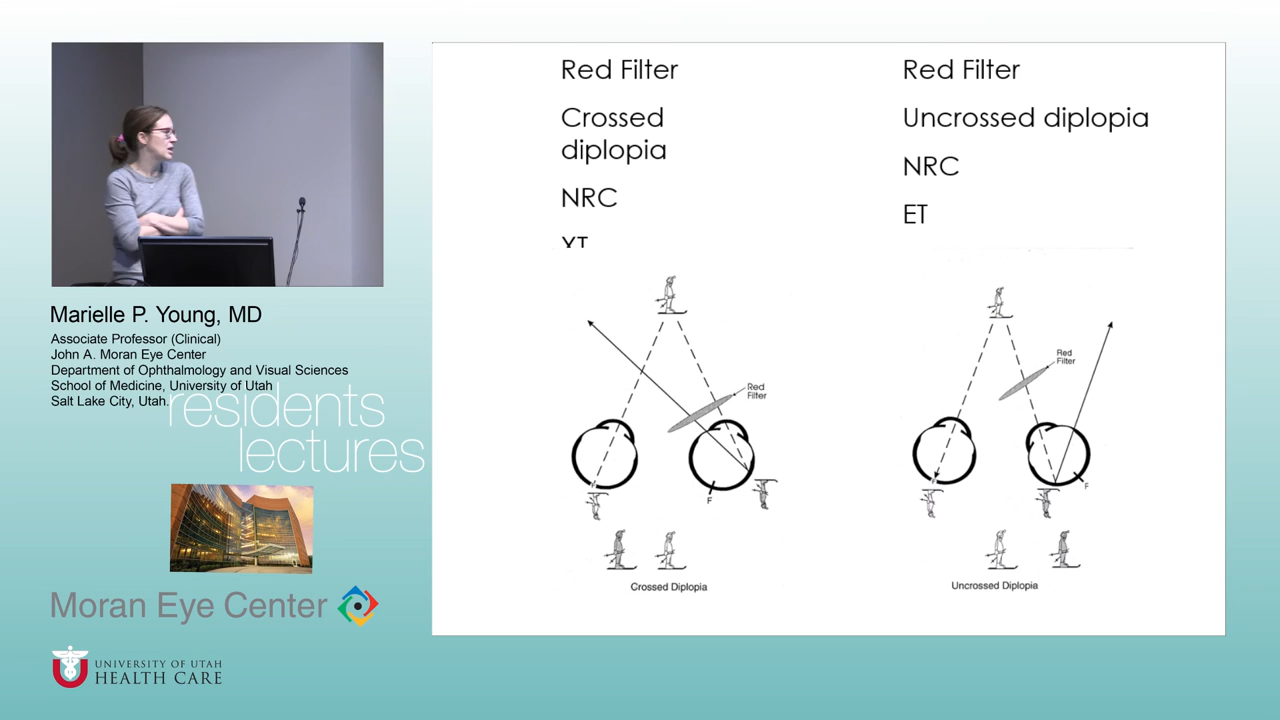 Red Filter
Crossed
diplopia
NRC
XT
Red Filter
Uncrossed diplopia
NRC
ET
Red
Filter
F
Crossed Diplopia
Red
Filter
F
Uncrossed Diplopia
Marielle P. Young, MD
Associate Professor (Clinical)
John A. Moran Eye Center
Department of Ophthalmology and Visual Sciences
School of Medicine, University of Utah
Salt Lake City, Utah.
residents
lectures
Moran Eye Center
UNIVERSITY OF UTAH
HEALTH CARE